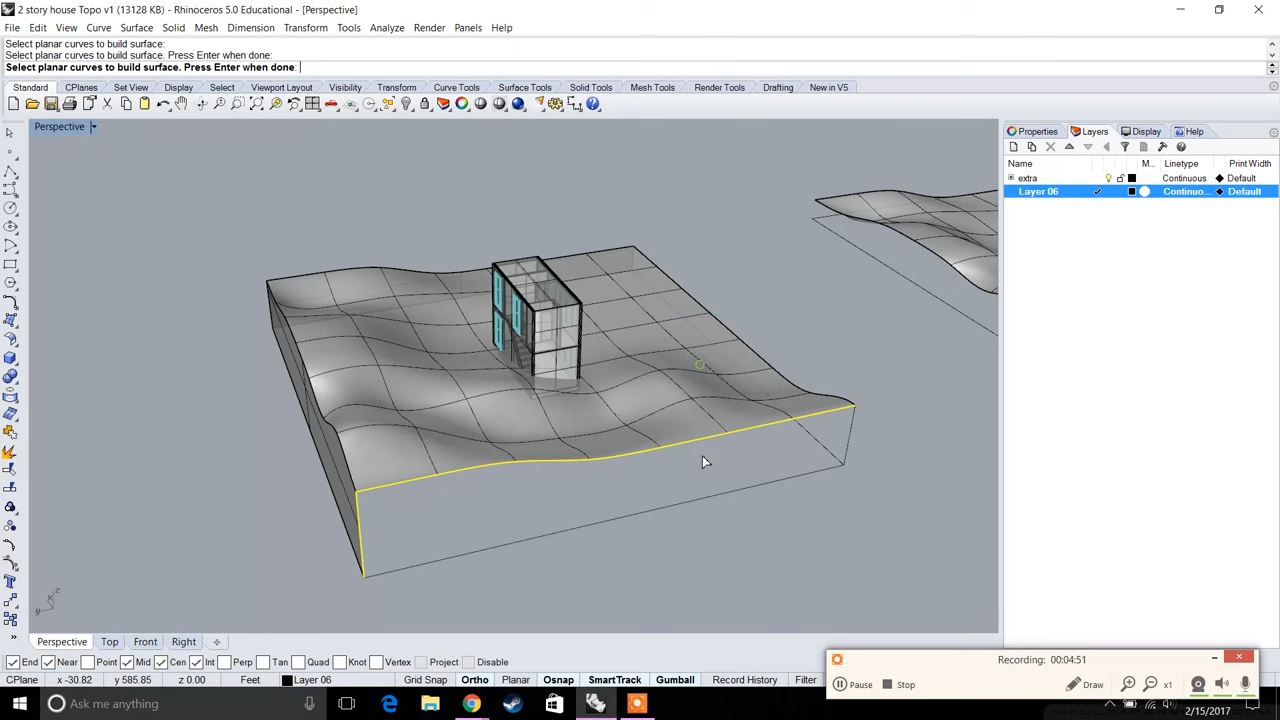 2 story house Topo v1 (13128 KB) - Rhinoceros 5.0 Educational - [Perspective]
File Edit View Curve Surface Solid Mesh Dimension Transform Tools Analyze Render Panels Help
Select planar curves to build surface:
Select planar curves to build surface. Press Enter when done:
Select planar curves to build surface. Press Enter when done:
Standard CPlanes Set View Display Select Viewport Layout Visibility Transform Curve Tools Surface Tools Solid Tools Mesh Tools Render Tools Drafting New in V5
Perspective
Properties Layers Display Help
Name M... Linetype Print Width
extra Continuous Default
Layer 06 Continuo... Default
z
x
y
Perspective Top Front Right
End Near Point Mid Cen Int Perp Tan Quad Knot Vertex Project Disable
Recording: 00:04:51
CPlane x -30.82 y 585.85 z 0.00 Feet Layer 06 Grid Snap Ortho Planar Osnap SmartTrack Gumball Record History Filter
Pause Stop Draw x1
Ask me anything
2/15/2017